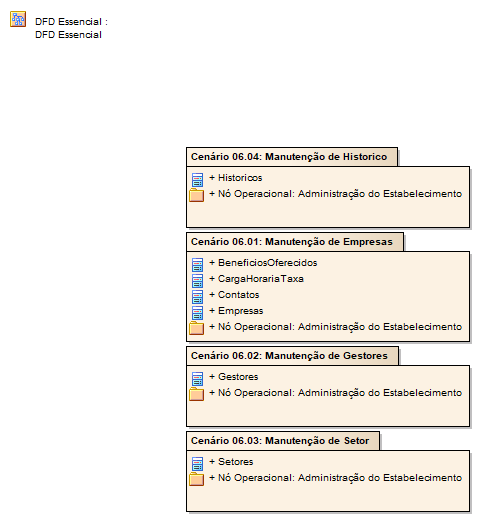 DFD Essencial :
DFD Essencial
Cenário 06.04: Manutenção de Historico
+ Historicos
+ Nó Operacional: Administração do Estabelecimento
Cenário 06.01: Manutenção de Empresas
+ BeneficiosOferecidos
+ CargaHorariaTaxa
+ Contatos
+ Empresas
+ Nó Operacional: Administração do Estabelecimento
Cenário 06.02: Manutenção de Gestores
+ Gestores
+ Nó Operacional: Administração do Estabelecimento
Cenário 06.03: Manutenção de Setor
+ Setores
+ Nó Operacional: Administração do Estabelecimento